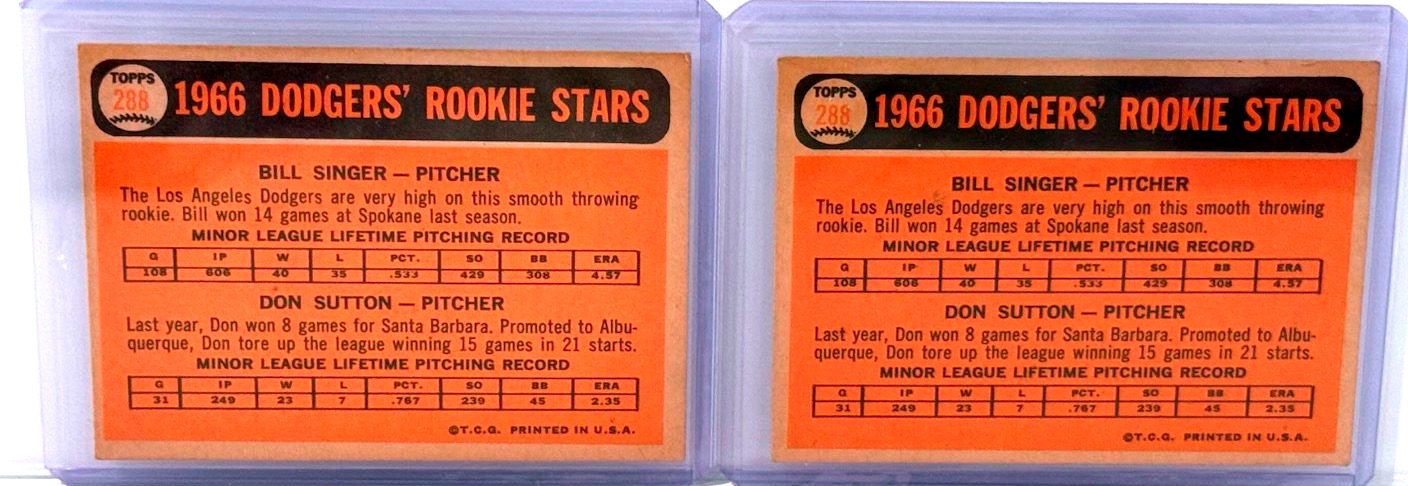 TOPPS
288
1966 DODGERS' ROOKIE STARS
BILL SINGER — PITCHER
The Los Angeles Dodgers are very high on this smooth throwing
rookie. Bill won 14 games at Spokane last season.
MINOR LEAGUE LIFETIME PITCHING RECORD
G IP W L PCT. SO BB ERA
108 606 40 35 .533 429 308 4.57
DON SUTTON — PITCHER
Last year, Don won 8 games for Santa Barbara. Promoted to Albu-
querque, Don tore up the league winning 15 games in 21 starts.
MINOR LEAGUE LIFETIME PITCHING RECORD
G IP W L PCT. SO BB ERA
31 249 23 7 .767 239 45 2.35
©T.C.G. PRINTED IN U.S.A.
TOPPS
288
1966 DODGERS' ROOKIE STARS
BILL SINGER — PITCHER
The Los Angeles Dodgers are very high on this smooth throwing
rookie. Bill won 14 games at Spokane last season.
MINOR LEAGUE LIFETIME PITCHING RECORD
G IP W L PCT. SO BB ERA
108 606 40 35 .533 429 308 4.57
DON SUTTON — PITCHER
Last year, Don won 8 games for Santa Barbara. Promoted to Albu-
querque, Don tore up the league winning 15 games in 21 starts.
MINOR LEAGUE LIFETIME PITCHING RECORD
G IP W L PCT. SO BB ERA
31 249 23 7 .767 239 45 2.35
©T.C.G. PRINTED IN U.S.A.